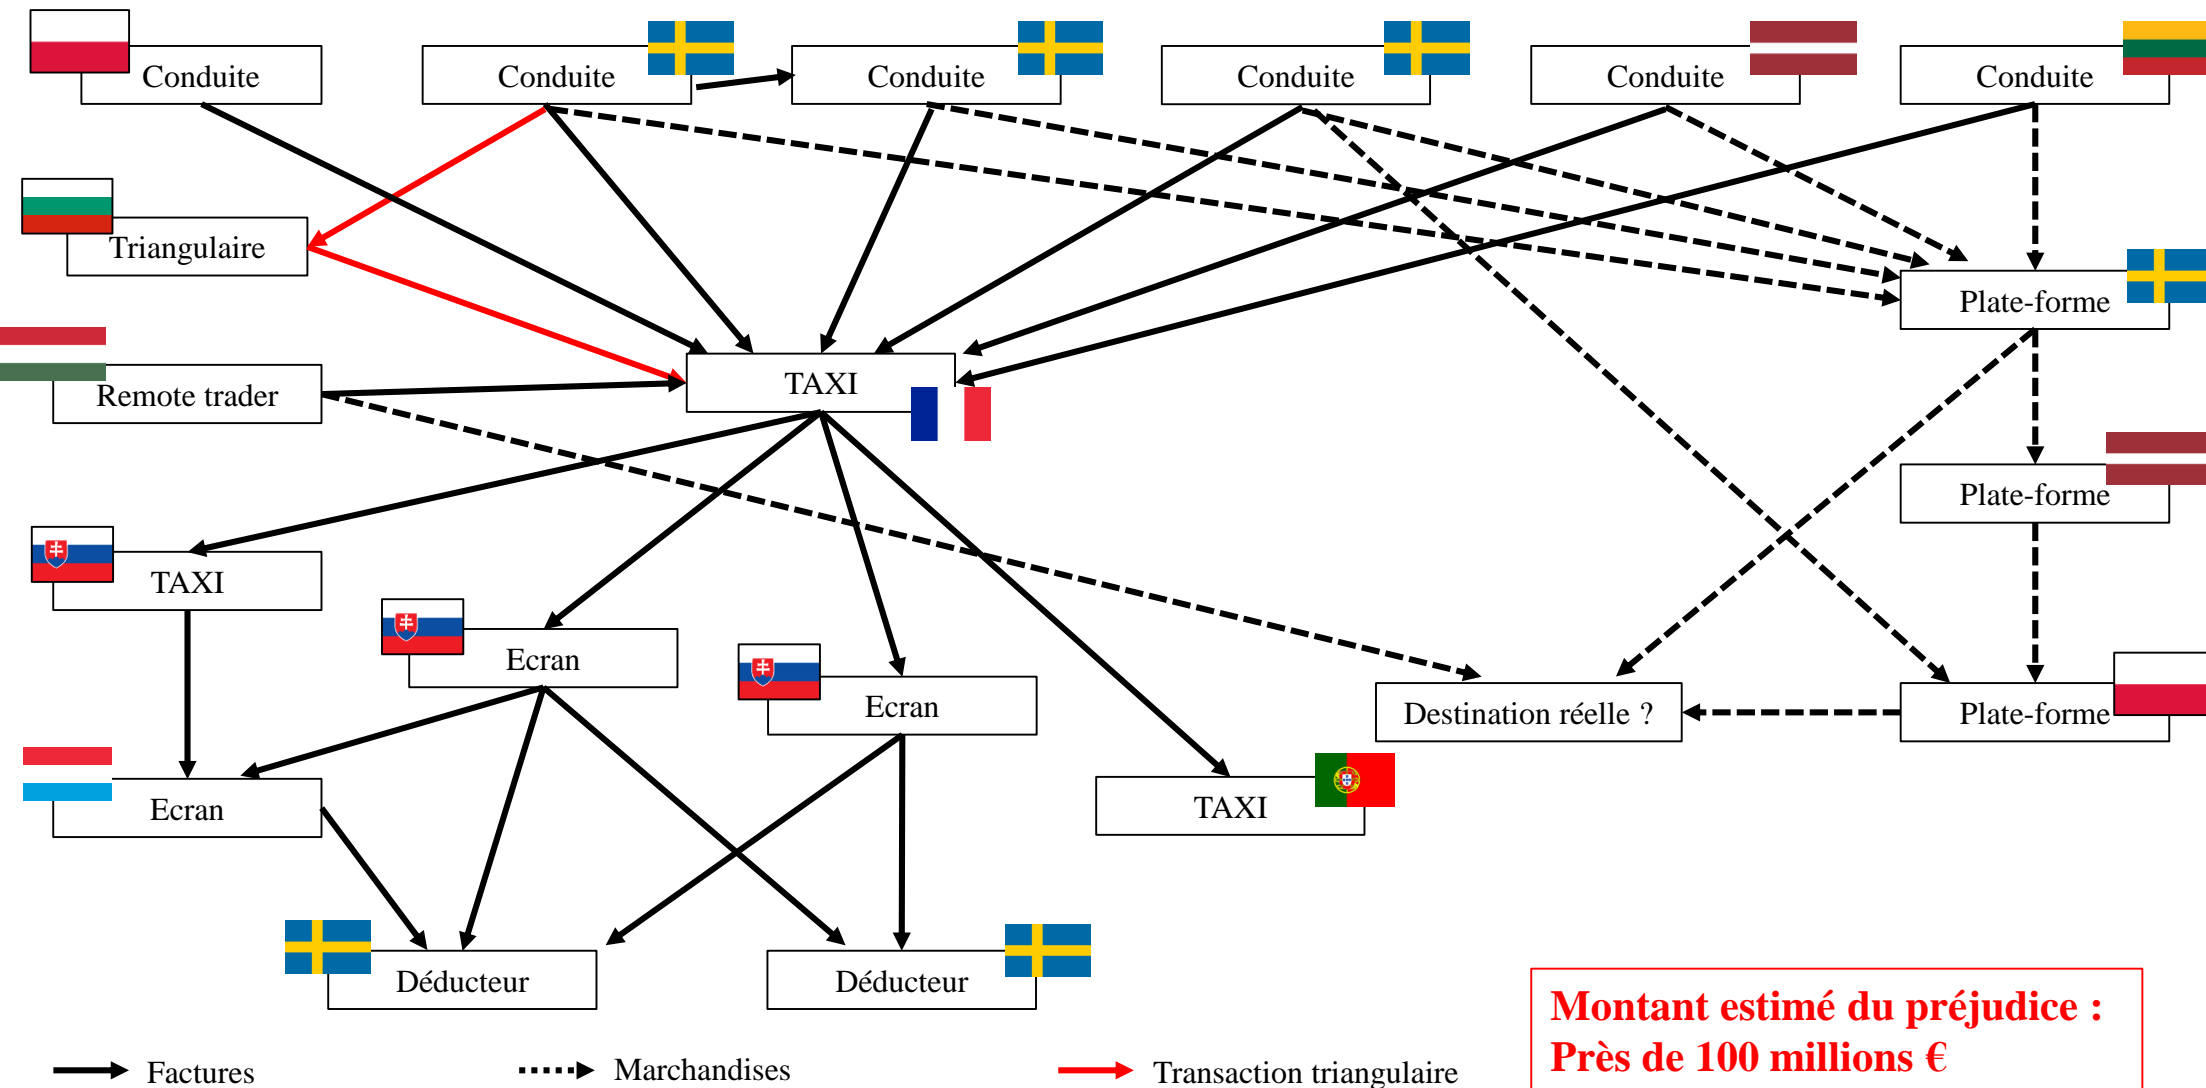 Conduite
Conduite
Conduite
Conduite
Conduite
Conduite
Triangulaire
Plate-forme
Remote trader
TAXI
Plate-forme
TAXI
Ecran
Ecran
Destination réelle ?
Plate-forme
Ecran
TAXI
Déducteur
Déducteur
Montant estimé du préjudice :
Près de 100 millions €
Factures
Marchandises
Transaction triangulaire